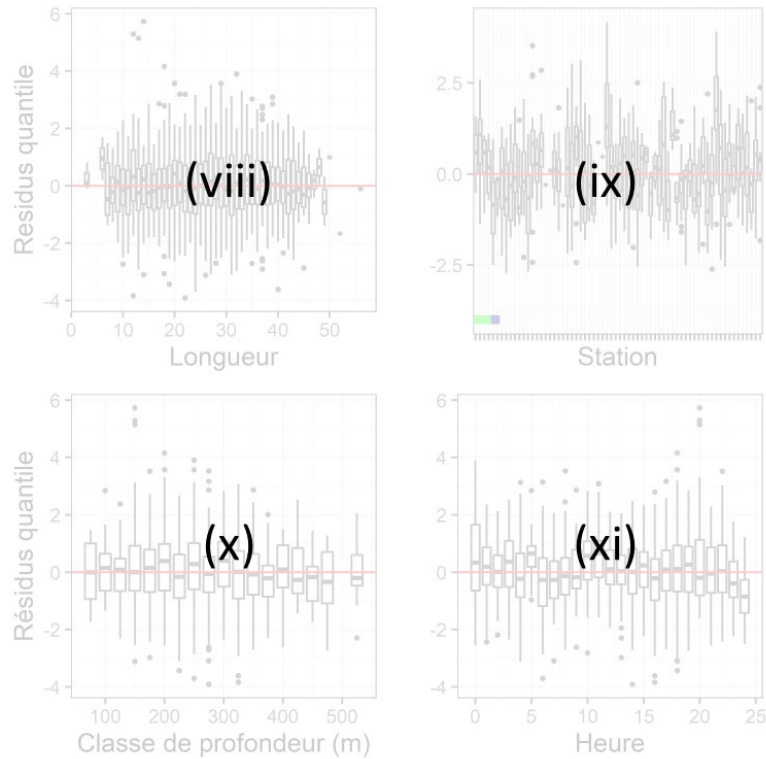 6
4
2
0
-2
-4
Residus quantile
(viii)
0 10 20 30 40 50
Longueur
2.5
0.0
-2.5
(ix)
Station
6
4
2
0
-2
-4
Résidus quantile
(x)
100 200 300 400 500
Classe de profondeur (m)
6
4
2
0
-2
-4
(xi)
0 5 10 15 20 25
Heure